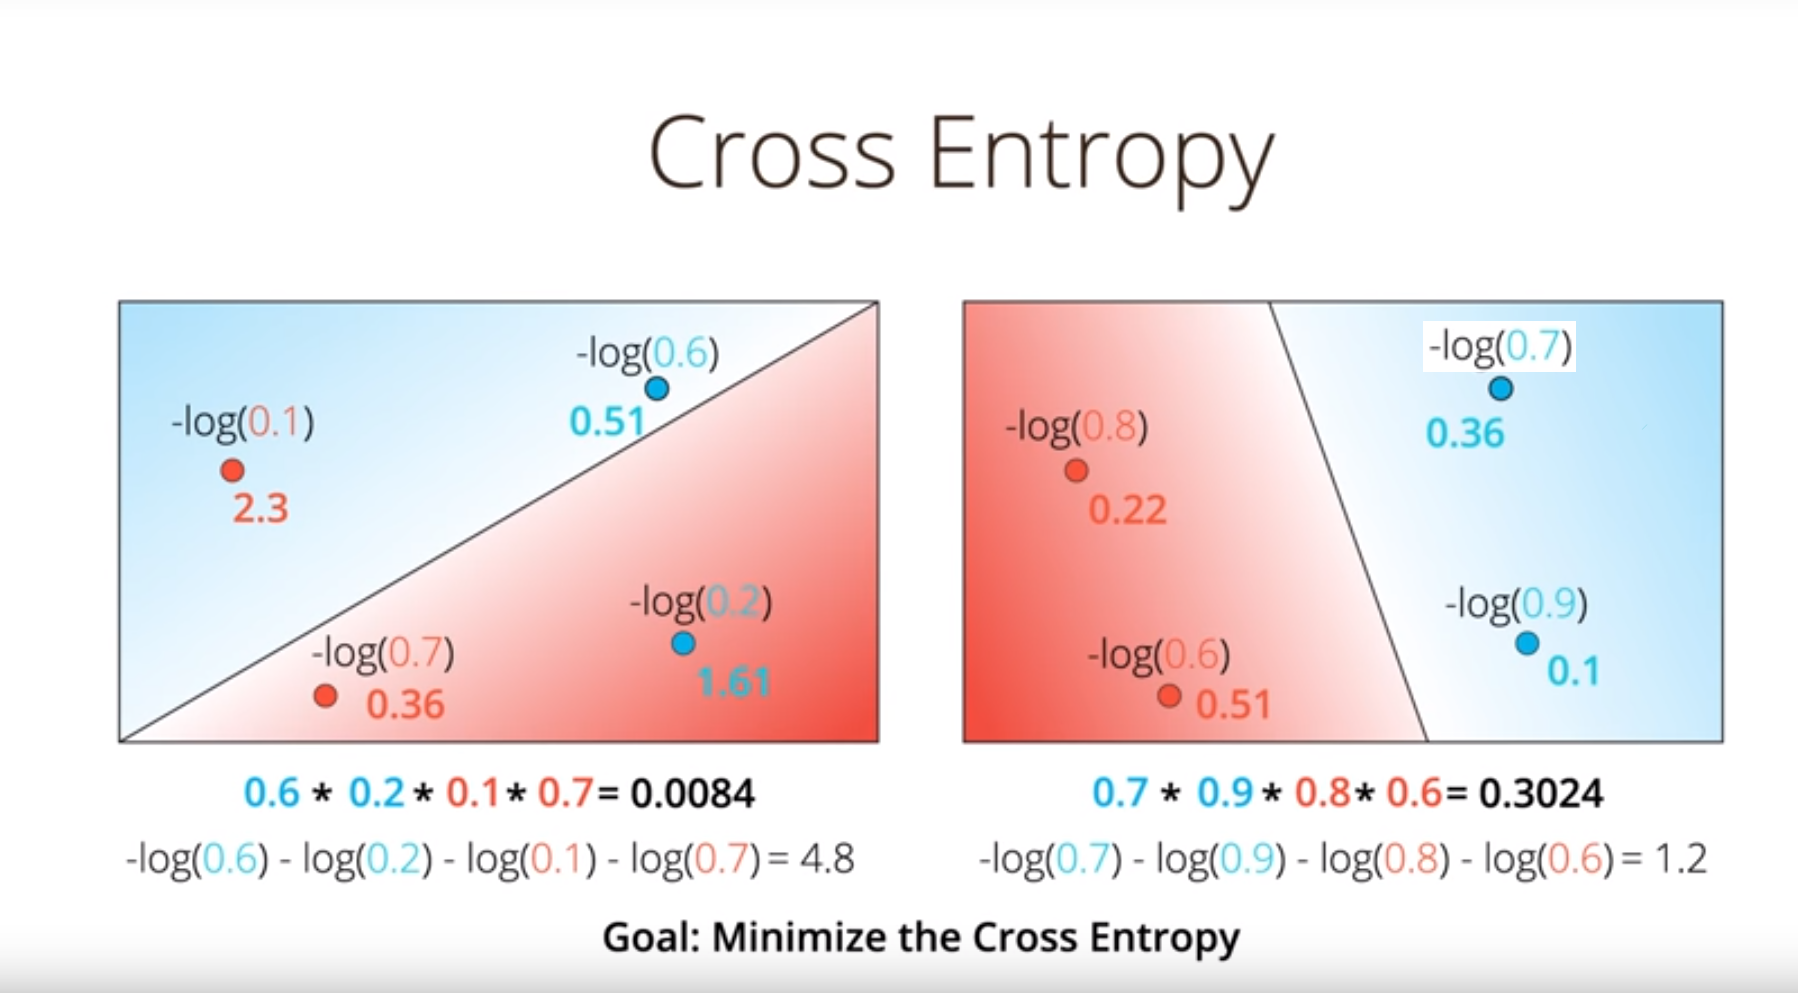 Cross Entropy
-log(0.6)
0.51
-log(0.1)
2.3
-log(0.2)
1.61
-log(0.7)
0.36
-log(0.7)
0.36
-log(0.8)
0.22
-log(0.9)
0.1
-log(0.6)
0.51
0.6 * 0.2 * 0.1 * 0.7 = 0.0084
-log(0.6) - log(0.2) - log(0.1) - log(0.7) = 4.8
0.7 * 0.9 * 0.8 * 0.6 = 0.3024
-log(0.7) - log(0.9) - log(0.8) - log(0.6) = 1.2
Goal: Minimize the Cross Entropy